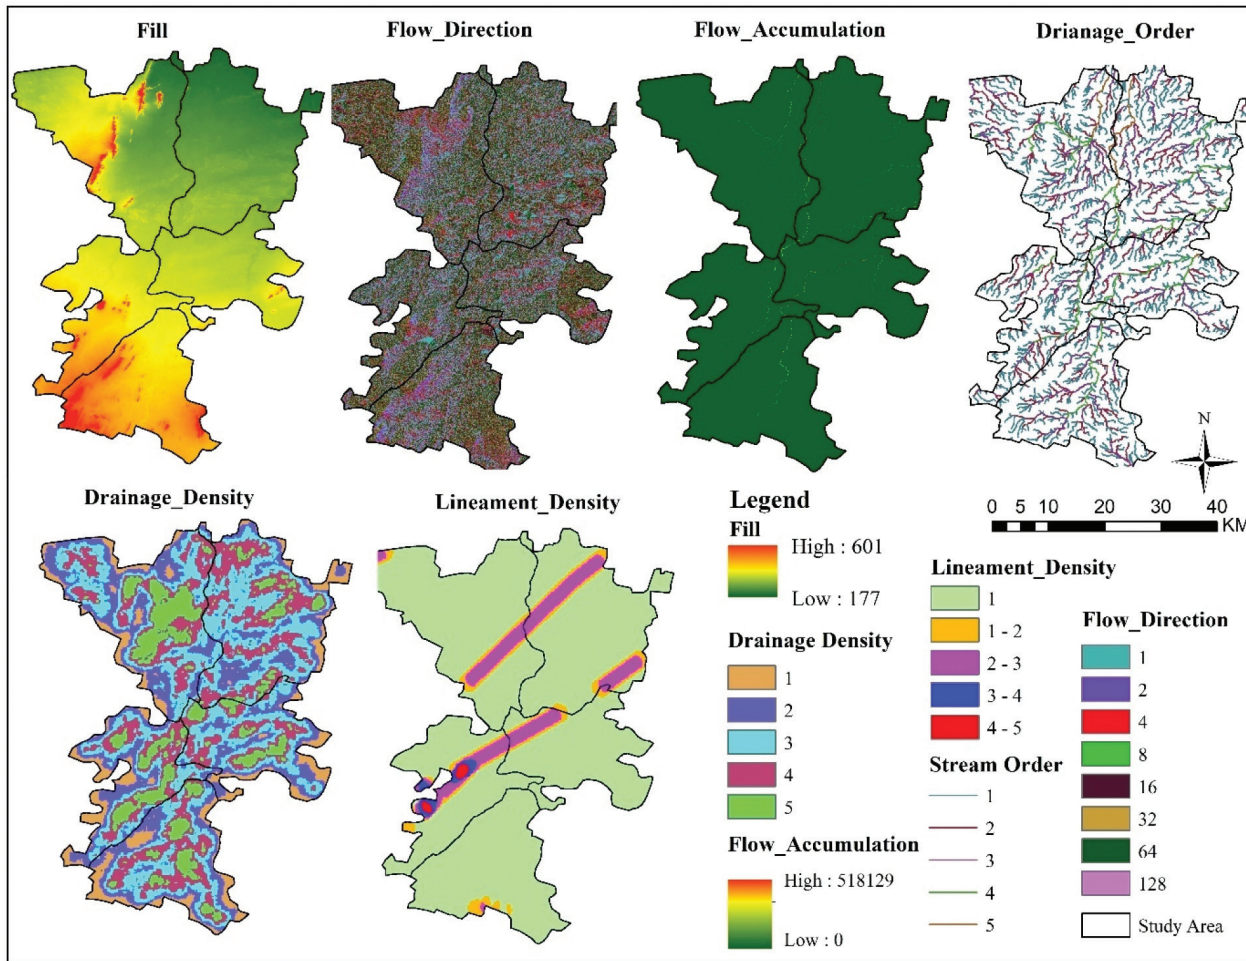 Fill
Flow_Direction
Flow_Accumulation
Drianage_Order
N
0 5 10 20 30 40
KM
Drainage_Density
Lineament_Density
Legend
Fill
High : 601
Low : 177
Drainage Density
1
2
3
4
5
Flow_Accumulation
High : 518129
Low : 0
Lineament_Density
1
1 - 2
2 - 3
3 - 4
4 - 5
Stream Order
1
2
3
4
5
Flow_Direction
1
2
4
8
16
32
64
128
Study Area